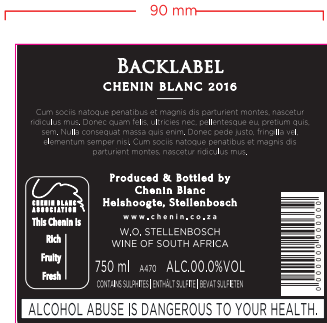 90 mm
BACKLABEL
CHENIN BLANC 2016
Cum sociis natoque penatibus et magnis dis parturient montes, nascetur
ridiculus mus. Donec quam felis, ultricies nec, pellentesque eu, pretium quis,
sem. Nulla consequat massa quis enim. Donec pede justo, fringilla vel,
elementum semper nisi. Cum sociis natoque penatibus et magnis dis
parturient montes, nascetur ridiculus mus.
Produced & Bottled by
Chenin Blanc
Helshoogte, Stellenbosch
www.chenin.co.za
W.O. STELLENBOSCH
WINE OF SOUTH AFRICA
750 ml A470 ALC.00.0%VOL
CONTAINS SULPHITES | ENTHÄLT SULFITE | BEVAT SULFIETEN
CHENIN BLANC
ASSOCIATION
This Chenin is
Rich
Fruity
Fresh
ALCOHOL ABUSE IS DANGEROUS TO YOUR HEALTH.